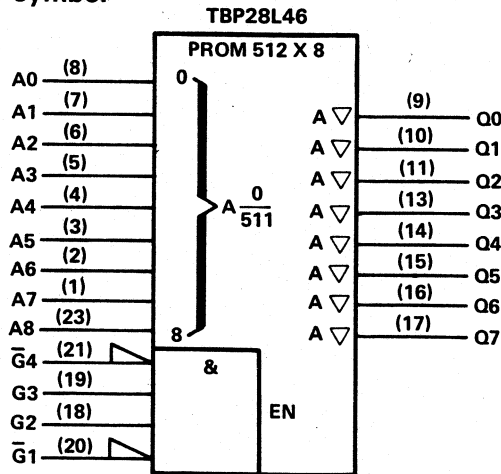 TBP28L46
PROM 512 X 8
A0 (8) 0 (9) Q0
A1 (7) A ▽ (10) Q1
A2 (6) A ▽ (11) Q2
A3 (5) A ▽ (13) Q3
A4 (4) A 0/511 A ▽ (14) Q4
A5 (3) A ▽ (15) Q5
A6 (2) A ▽ (16) Q6
A7 (1) A ▽ (17) Q7
A8 (23) 8 A ▽
G̅4 (21) &
G3 (19)
G2 (18) EN
G̅1 (20)